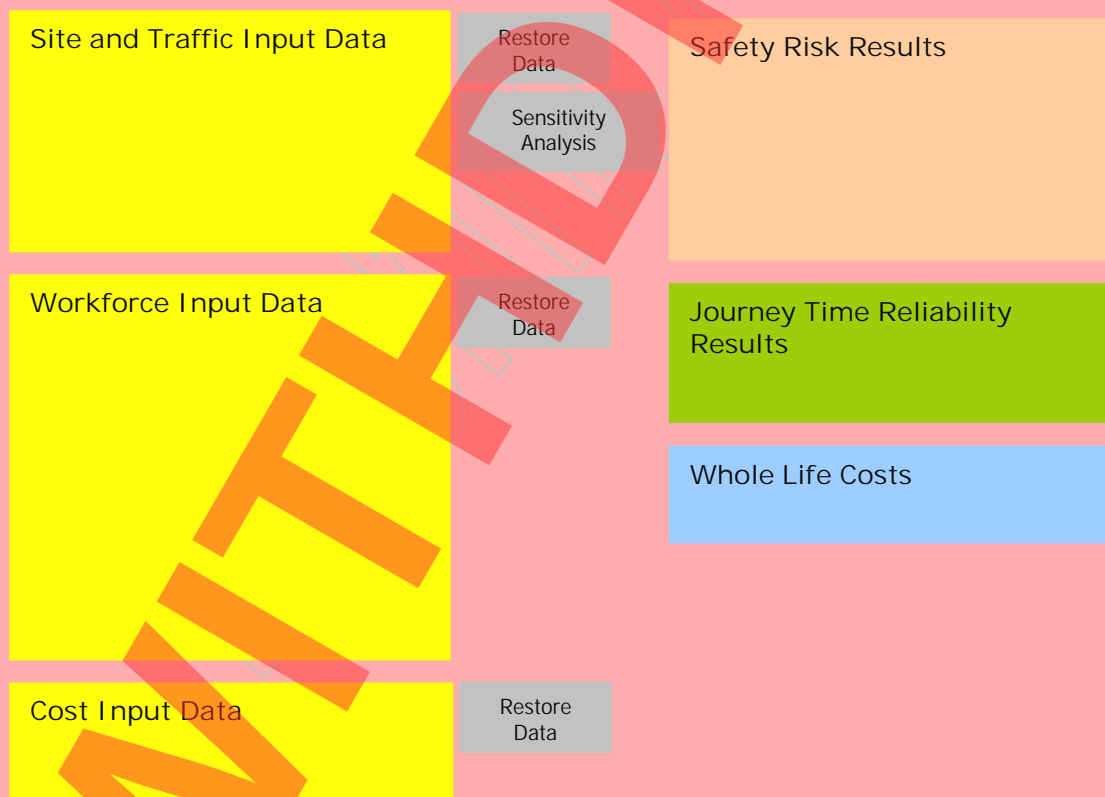 Site and Traffic Input Data
Restore
Data
Sensitivity
Analysis
Safety Risk Results
Workforce Input Data
Restore
Data
Journey Time Reliability
Results
Whole Life Costs
Cost Input Data
Restore
Data
WITHD